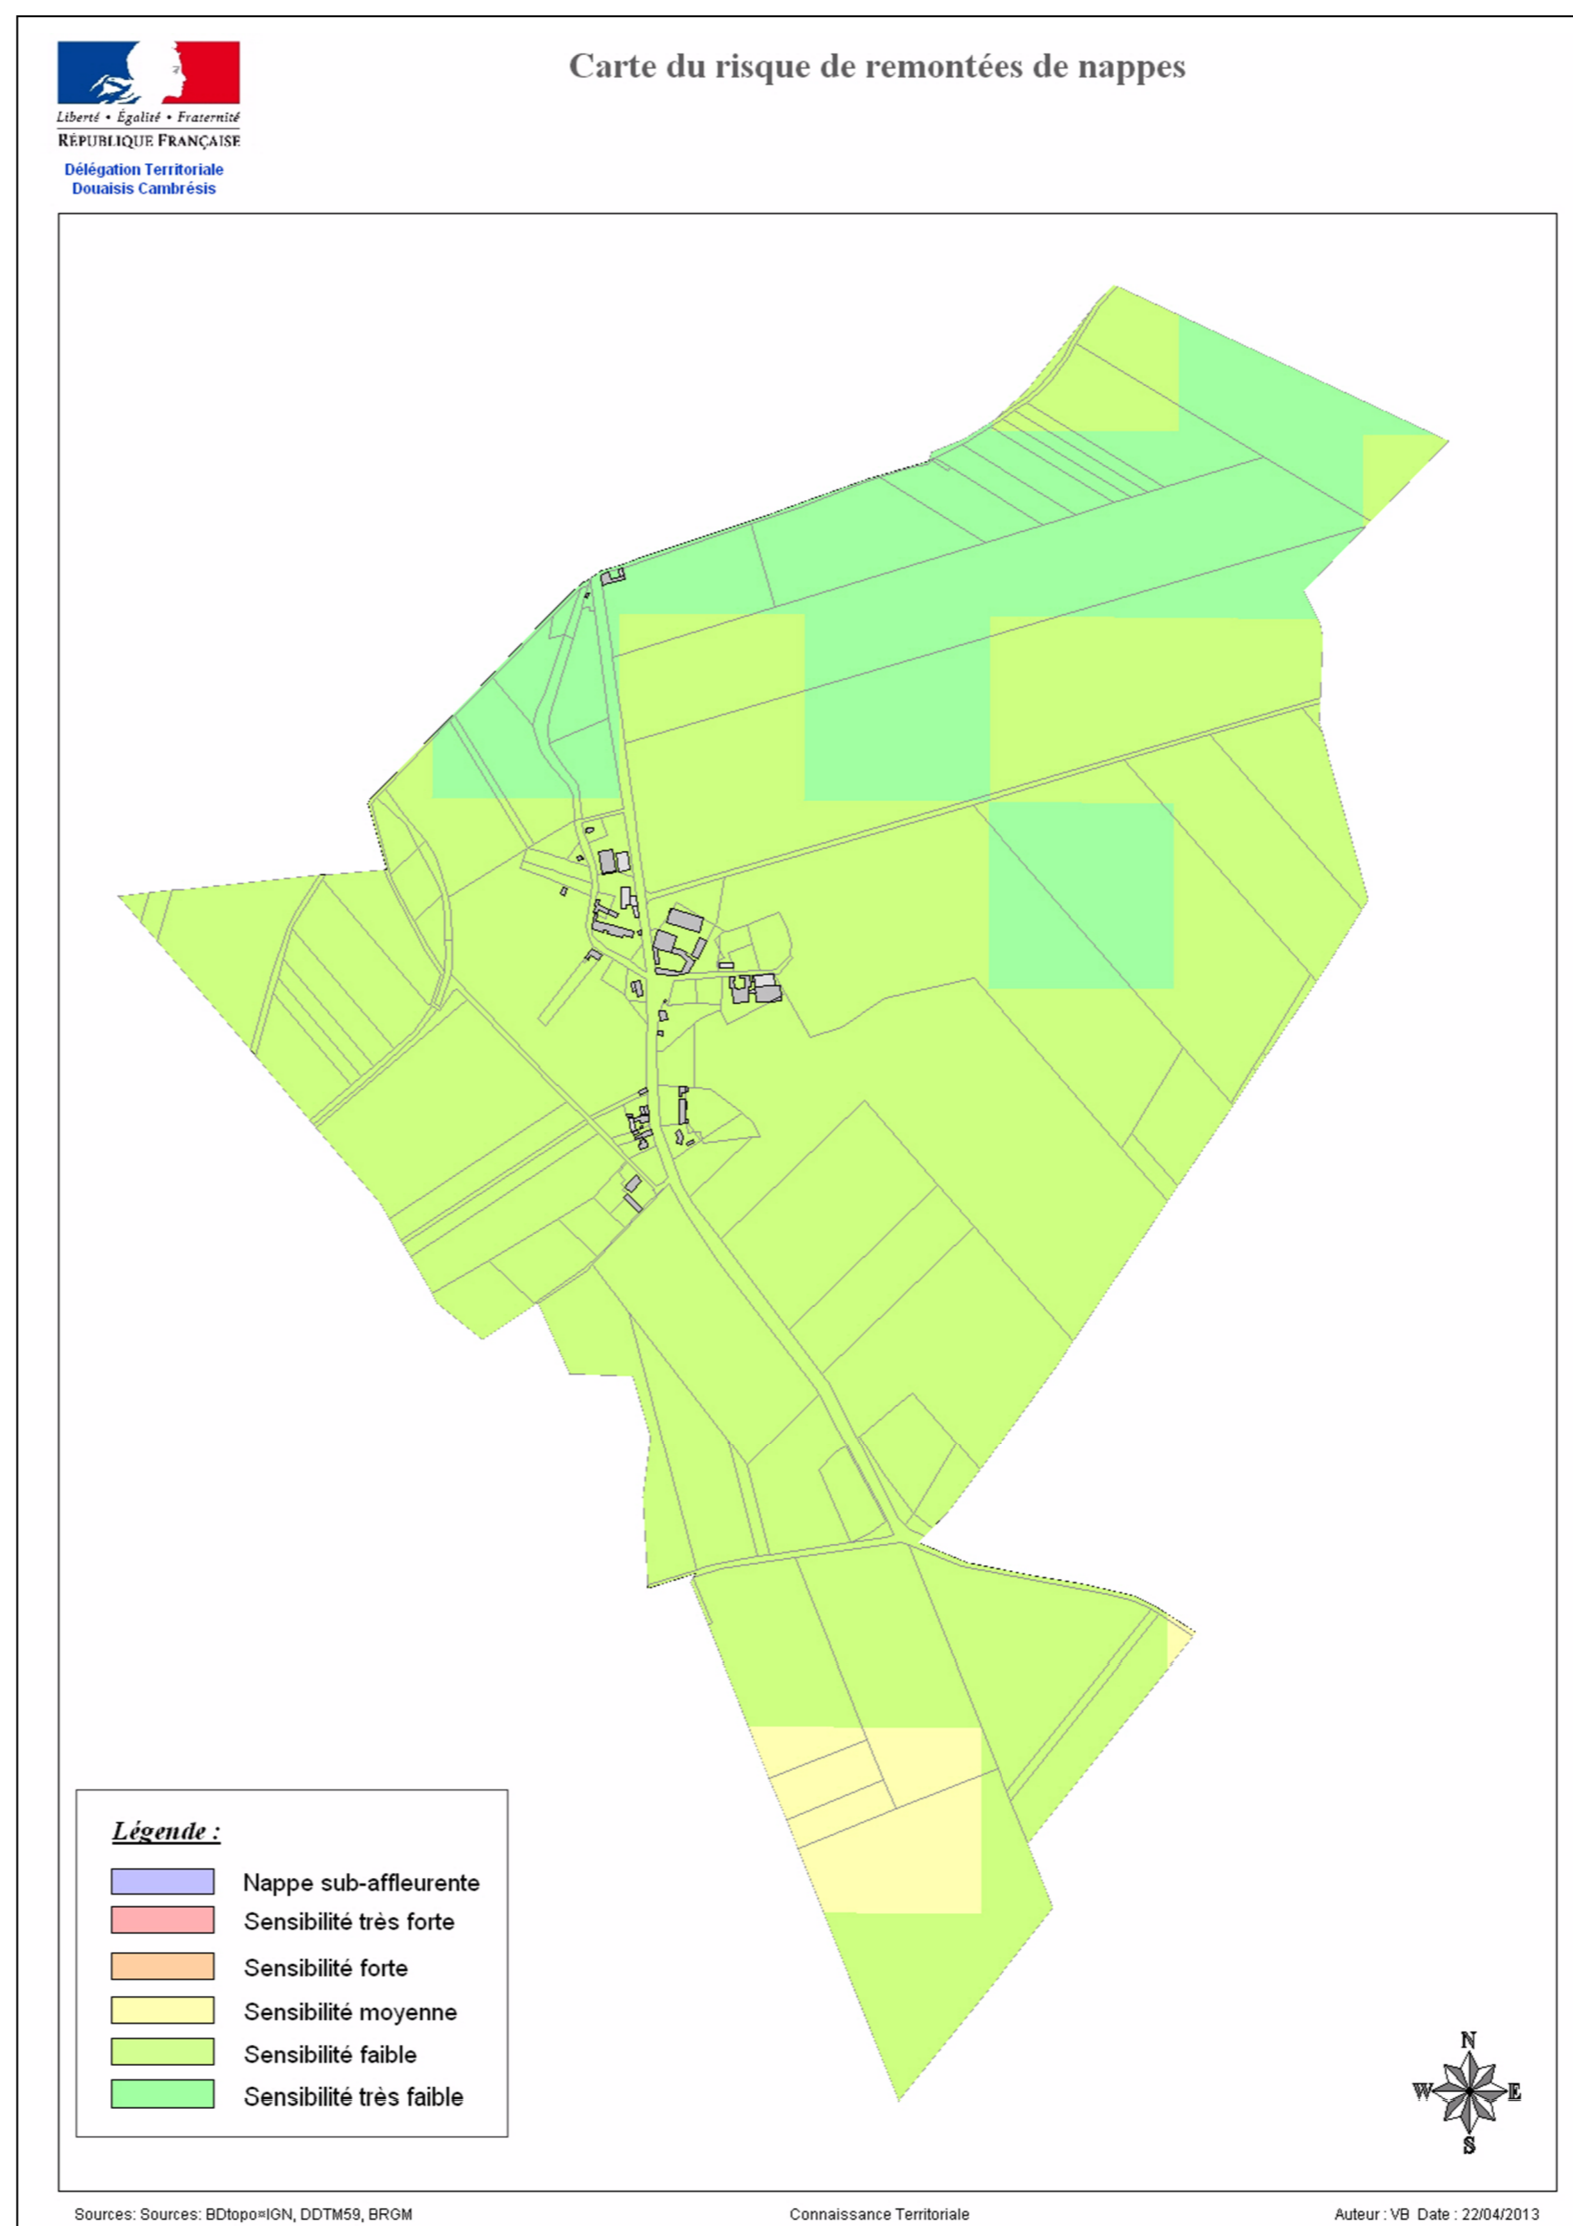 Carte du risque de remontées de nappes
Liberté • Égalité • Fraternité
RÉPUBLIQUE FRANÇAISE
Délégation Territoriale
Douaisis Cambrésis
Légende :
Nappe sub-affleurente
Sensibilité très forte
Sensibilité forte
Sensibilité moyenne
Sensibilité faible
Sensibilité très faible
N
W E
S
Sources: Sources: BDtopo¤IGN, DDTM59, BRGM
Connaissance Territoriale
Auteur : VB Date : 22/04/2013